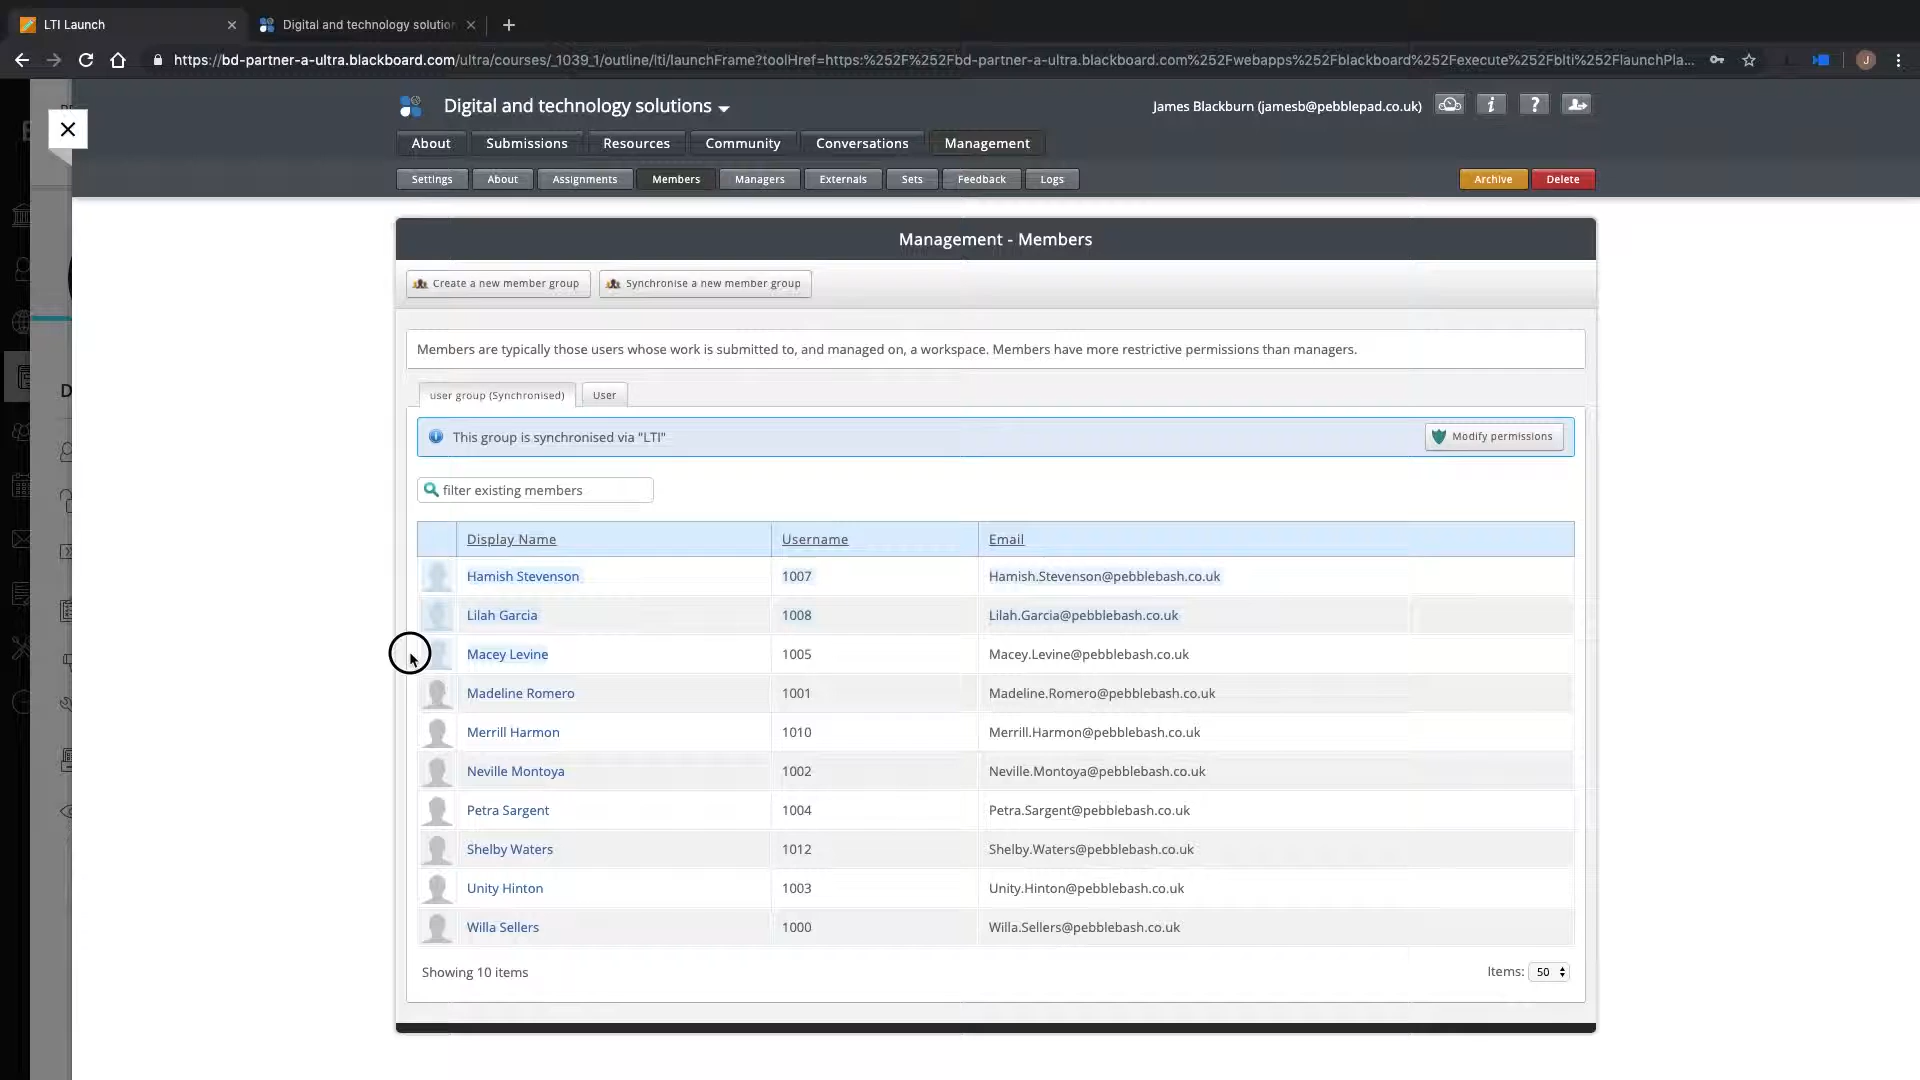 LTI Launch
Digital and technology solution
https://bd-partner-a-ultra.blackboard.com/ultra/courses/_1039_1/outline/lti/launchFrame?toolHref=https:%252F%252Fbd-partner-a-ultra.blackboard.com%252Fwebapps%252Fblackboard%252Fexecute%252Fblti%252FlaunchPla...
J
Digital and technology solutions
James Blackburn (jamesb@pebblepad.co.uk)
About Submissions Resources Community Conversations Management
Settings About Assignments Members Managers Externals Sets Feedback Logs Archive Delete
Management - Members
Create a new member group Synchronise a new member group
Members are typically those users whose work is submitted to, and managed on, a workspace. Members have more restrictive permissions than managers.
user group (Synchronised) User
This group is synchronised via "LTI" Modify permissions
filter existing members
Display Name Username Email
Hamish Stevenson 1007 Hamish.Stevenson@pebblebash.co.uk
Lilah Garcia 1008 Lilah.Garcia@pebblebash.co.uk
Macey Levine 1005 Macey.Levine@pebblebash.co.uk
Madeline Romero 1001 Madeline.Romero@pebblebash.co.uk
Merrill Harmon 1010 Merrill.Harmon@pebblebash.co.uk
Neville Montoya 1002 Neville.Montoya@pebblebash.co.uk
Petra Sargent 1004 Petra.Sargent@pebblebash.co.uk
Shelby Waters 1012 Shelby.Waters@pebblebash.co.uk
Unity Hinton 1003 Unity.Hinton@pebblebash.co.uk
Willa Sellers 1000 Willa.Sellers@pebblebash.co.uk
Showing 10 items Items: 50